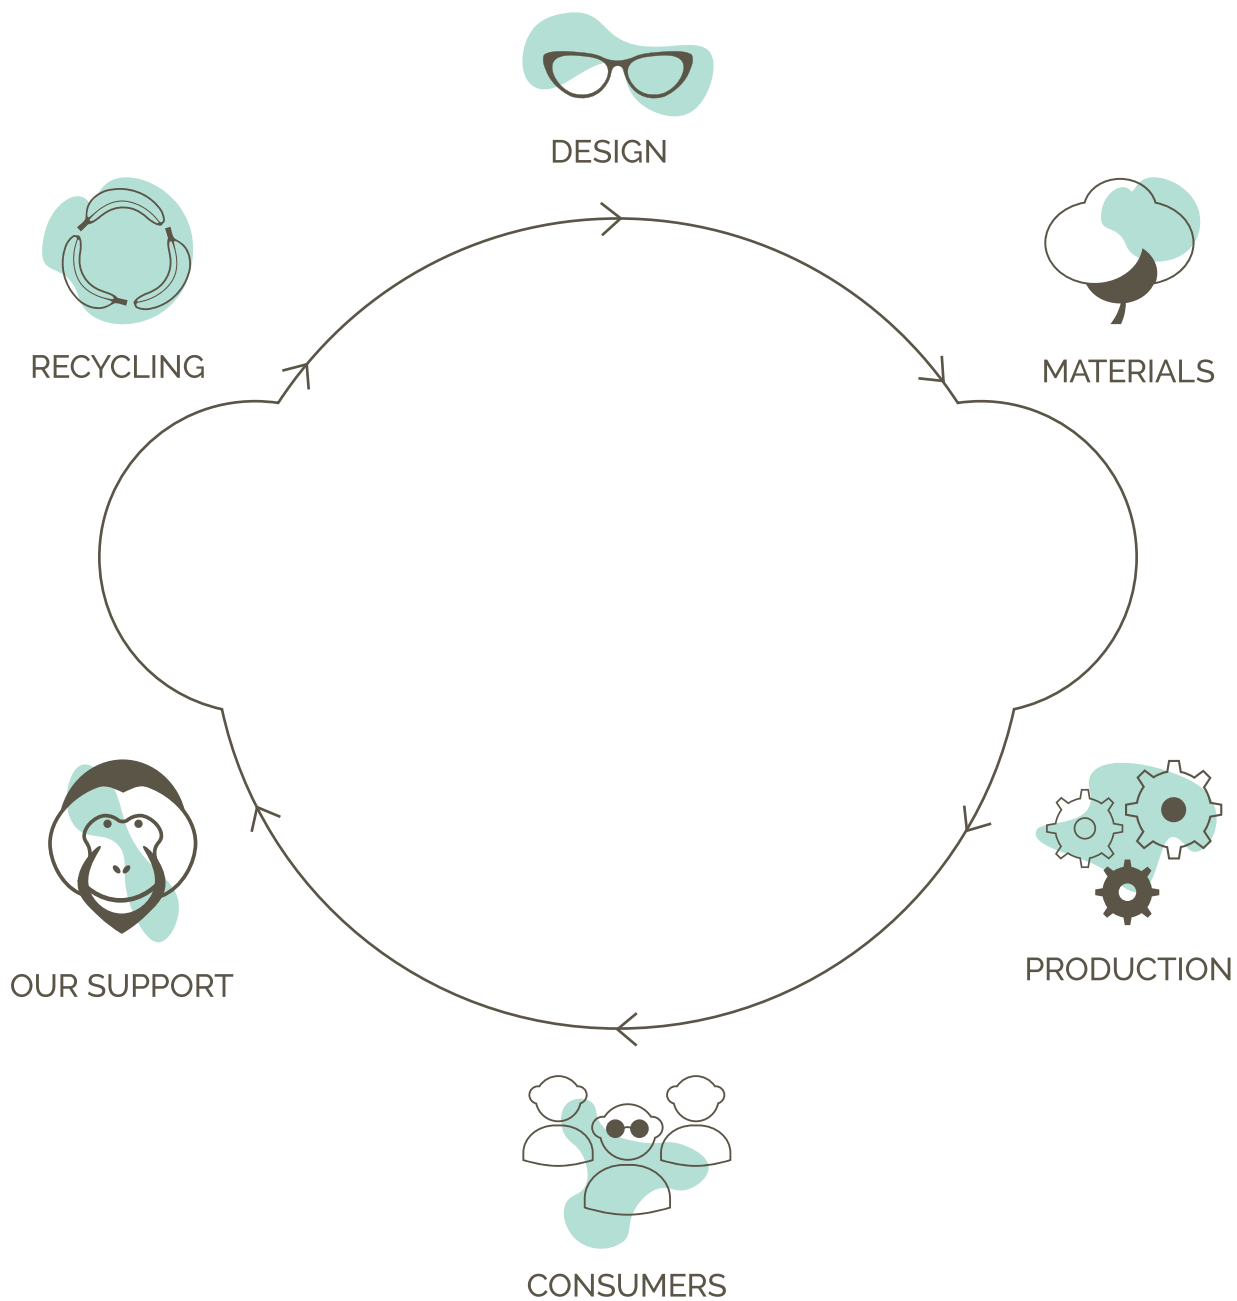 DESIGN
RECYCLING
MATERIALS
OUR SUPPORT
PRODUCTION
CONSUMERS